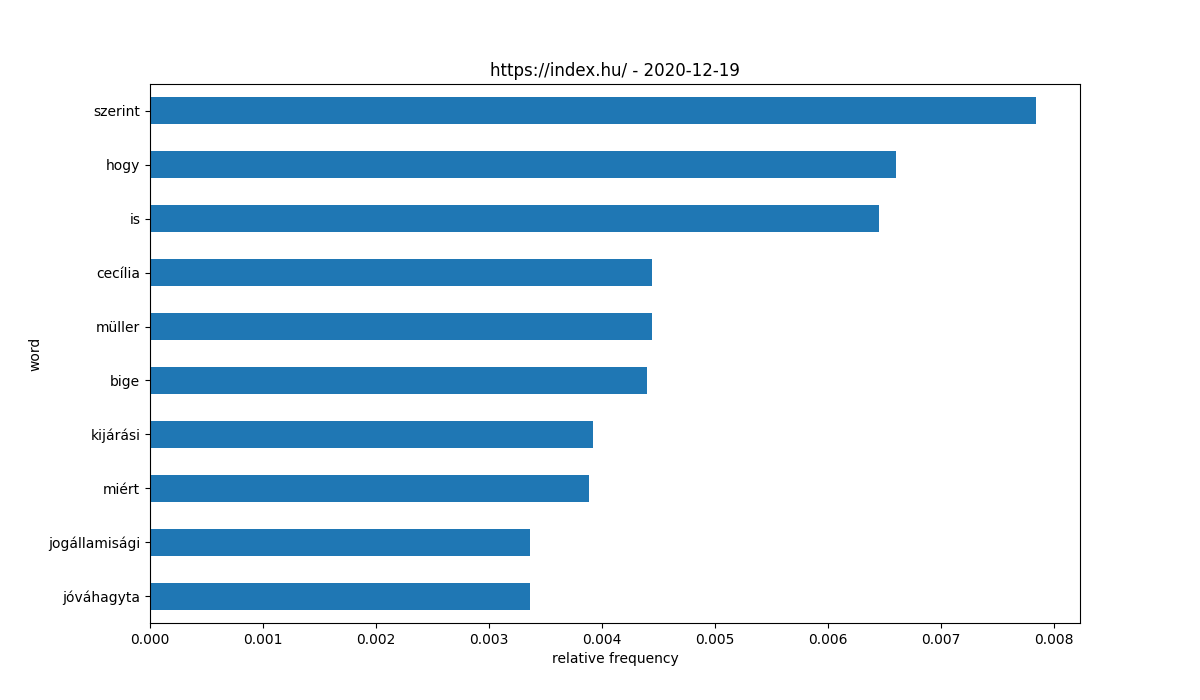 https://index.hu/ - 2020-12-19
szerint
hogy
is
cecília
müller
bige
kijárási
miért
jogállamisági
jóváhagyta
word
0.000 0.001 0.002 0.003 0.004 0.005 0.006 0.007 0.008
relative frequency